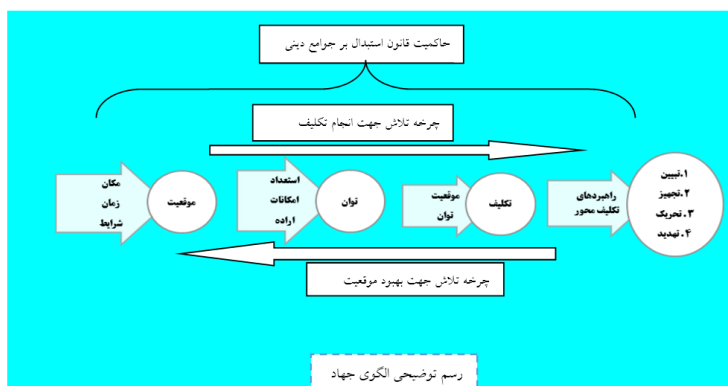 حاکمیت قانون استبدال بر جوامع دینی
چرخه تلاش جهت انجام تکلیف
مکان
زمان
شرایط
موقعیت
استعداد
امکانات
اراده
توان
موقعیت
توان
تکلیف
راهبردهای
تکلیف محور
۱.تبیین
۲.تجهیز
۳.تحریک
۴.تهدید
چرخه تلاش جهت بهبود موقعیت
رسم توضیحی الگوی جهاد